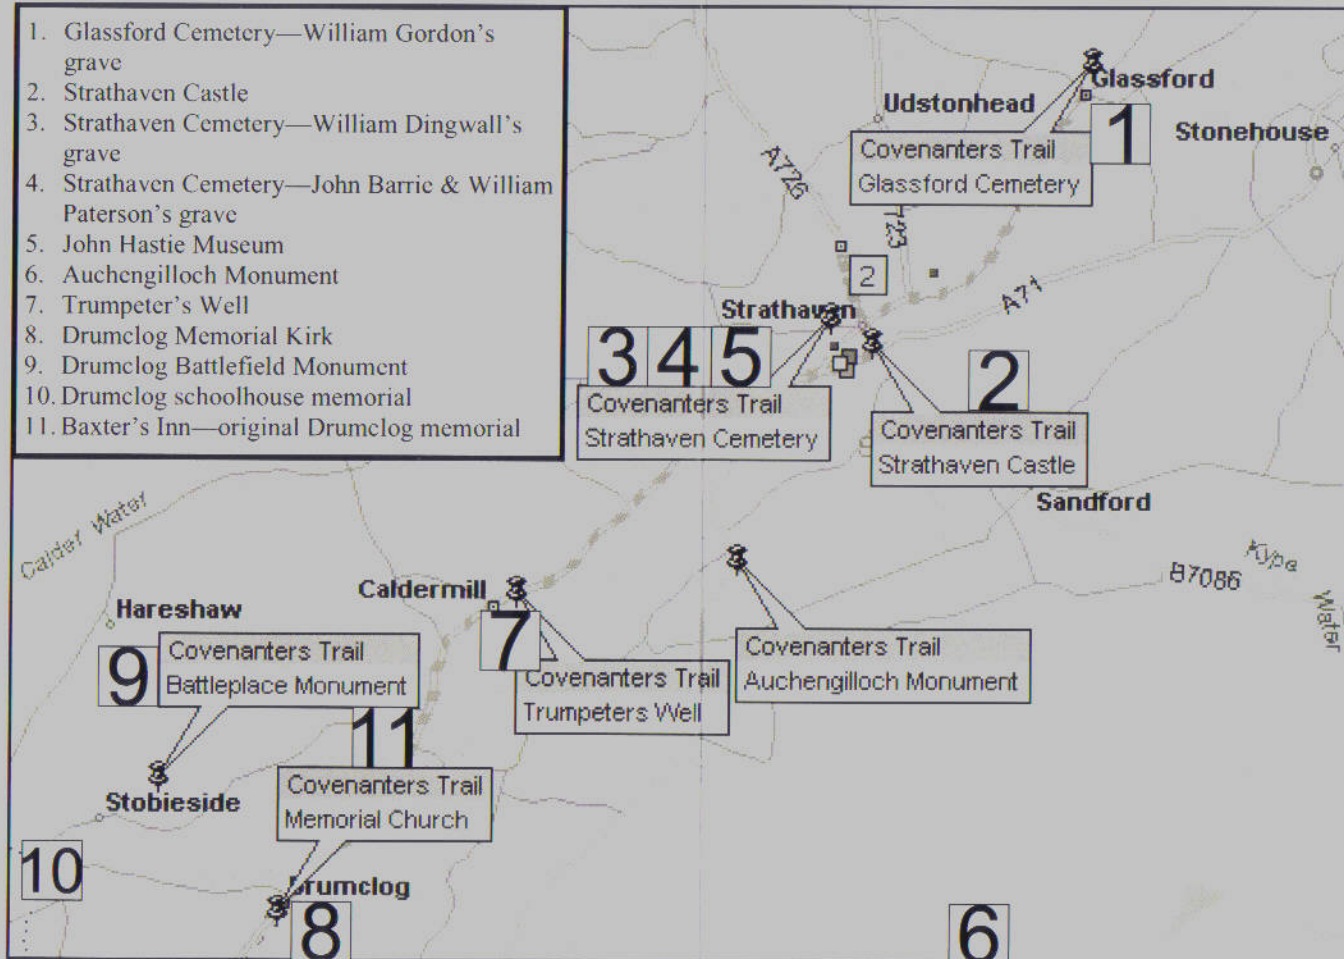 1. Glassford Cemetery—William Gordon's
grave
2. Strathaven Castle
3. Strathaven Cemetery—William Dingwall's
grave
4. Strathaven Cemetery—John Barrie & William
Paterson's grave
5. John Hastie Museum
6. Auchengilloch Monument
7. Trumpeter's Well
8. Drumclog Memorial Kirk
9. Drumclog Battlefield Monument
10. Drumclog schoolhouse memorial
11. Baxter's Inn—original Drumclog memorial
Glassford
Udstonhead
1
Stonehouse
Covenanters Trail
Glassford Cemetery
A726
723
2
A71
Strathaven
3 4 5
Covenanters Trail
Strathaven Cemetery
2
Covenanters Trail
Strathaven Castle
Sandford
Calder Water
Kype Water
B7086
Caldermill
Hareshaw
7
Covenanters Trail
Trumpeters Well
Covenanters Trail
Auchengilloch Monument
9
Covenanters Trail
Battleplace Monument
11
Stobieside
Covenanters Trail
Memorial Church
10
Drumclog
8
6